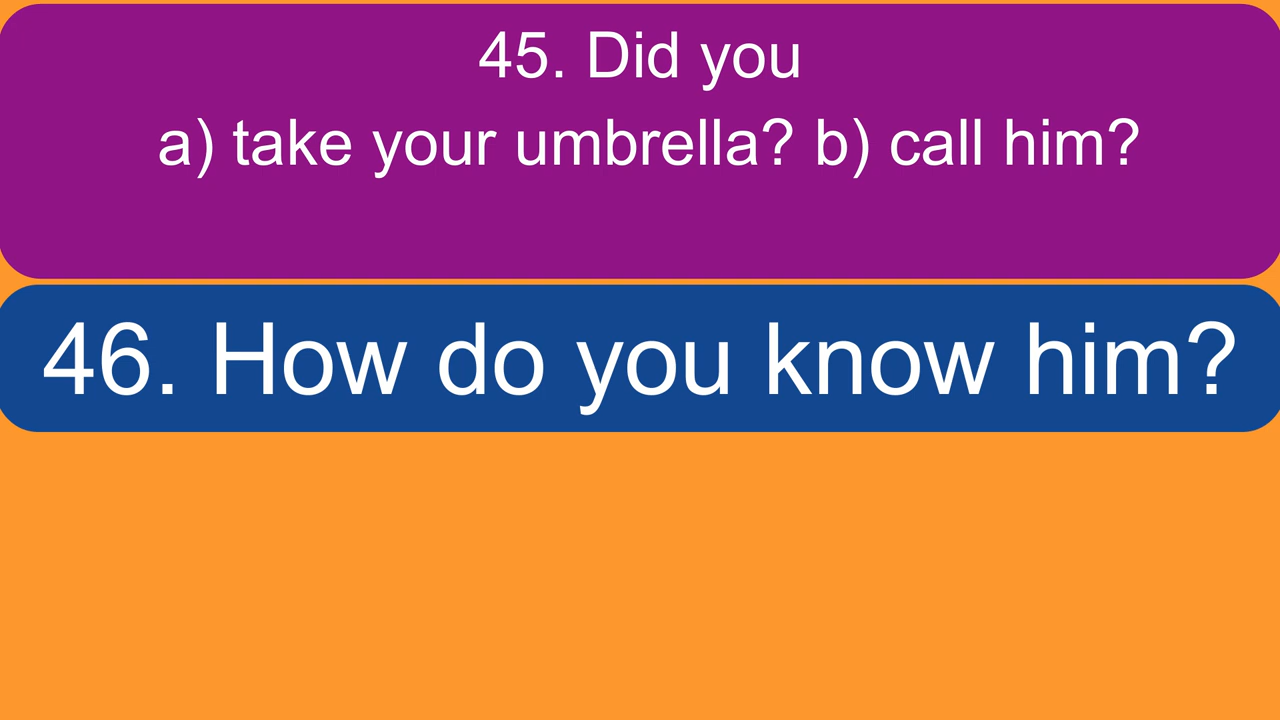 45. Did you
a) take your umbrella? b) call him?
46. How do you know him?